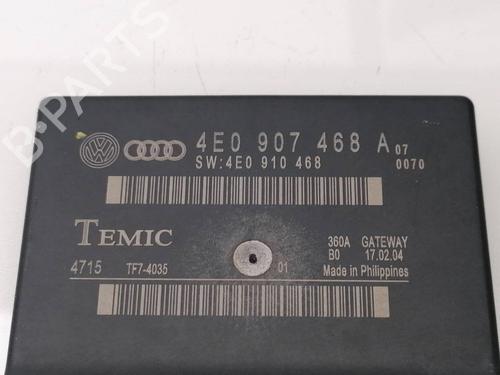 B-PARTS
4E0 907 468 A 07
SW:4E0 910 468 0070
TEMIC
360A GATEWAY
B0 17.02.04
4715 TF7-4035 01 Made in Philippines